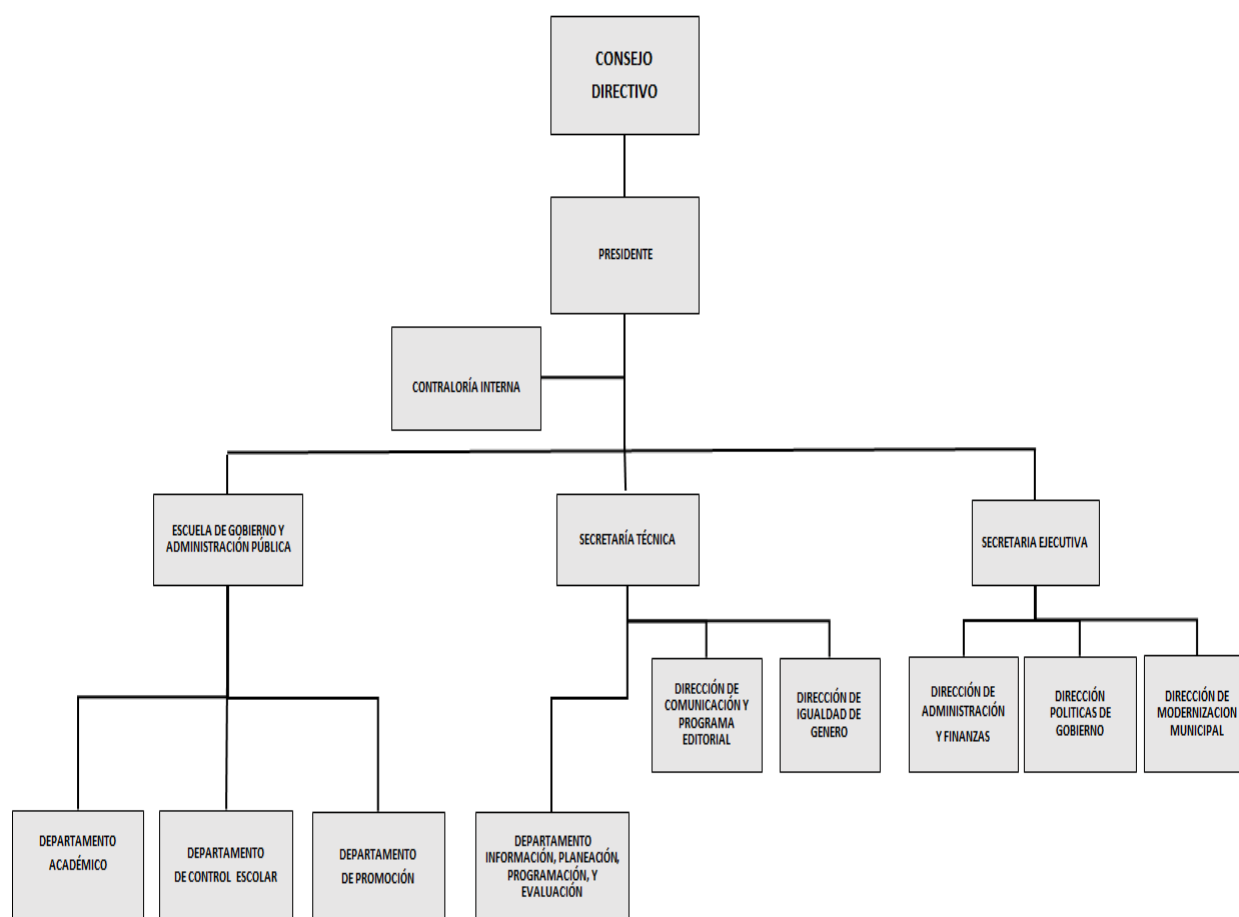 CONSEJO
DIRECTIVO
PRESIDENTE
CONTRALORÍA INTERNA
ESCUELA DE GOBIERNO Y
ADMINISTRACIÓN PÚBLICA
SECRETARÍA TÉCNICA
SECRETARIA EJECUTIVA
DIRECCIÓN DE
COMUNICACIÓN Y
PROGRAMA
EDITORIAL
DIRECCIÓN DE
IGUALDAD DE
GENERO
DIRECCIÓN DE
ADMINISTRACIÓN
Y FINANZAS
DIRECCIÓN
POLITICAS DE
GOBIERNO
DIRECCIÓN DE
MODERNIZACION
MUNICIPAL
DEPARTAMENTO
ACADÉMICO
DEPARTAMENTO
DE CONTROL ESCOLAR
DEPARTAMENTO
DE PROMOCIÓN
DEPARTAMENTO
INFORMACIÓN, PLANEACIÓN,
PROGRAMACIÓN, Y
EVALUACIÓN